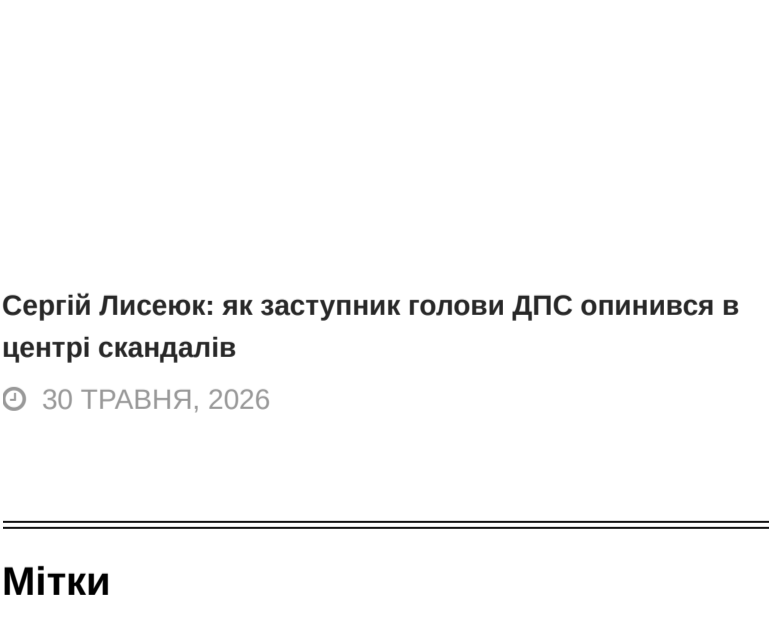 Сергій Лисеюк: як заступник голови ДПС опинився в
центрі скандалів
30 ТРАВНЯ, 2026
Мітки